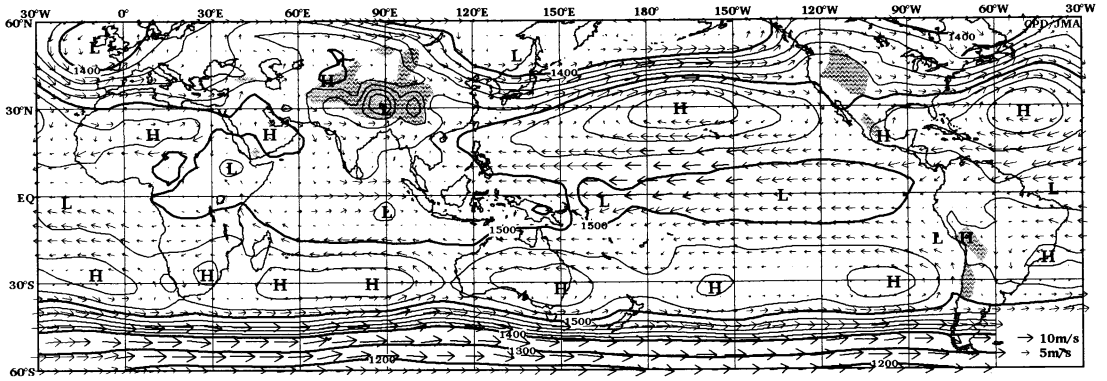 30°W 0° 30°E 60°E 90°E 120°E 150°E 180° 150°W 120°W 90°W 60°W 30°W
60°N CPD/JMA
L L 1400
1400 L 1400
H
30°N L H H
H H H
L
EQ L L L L L
1500 1500 L H
H H H H H H H H
30°S
1500
1400
1300 10m/s
1200 1200 5m/s
60°S